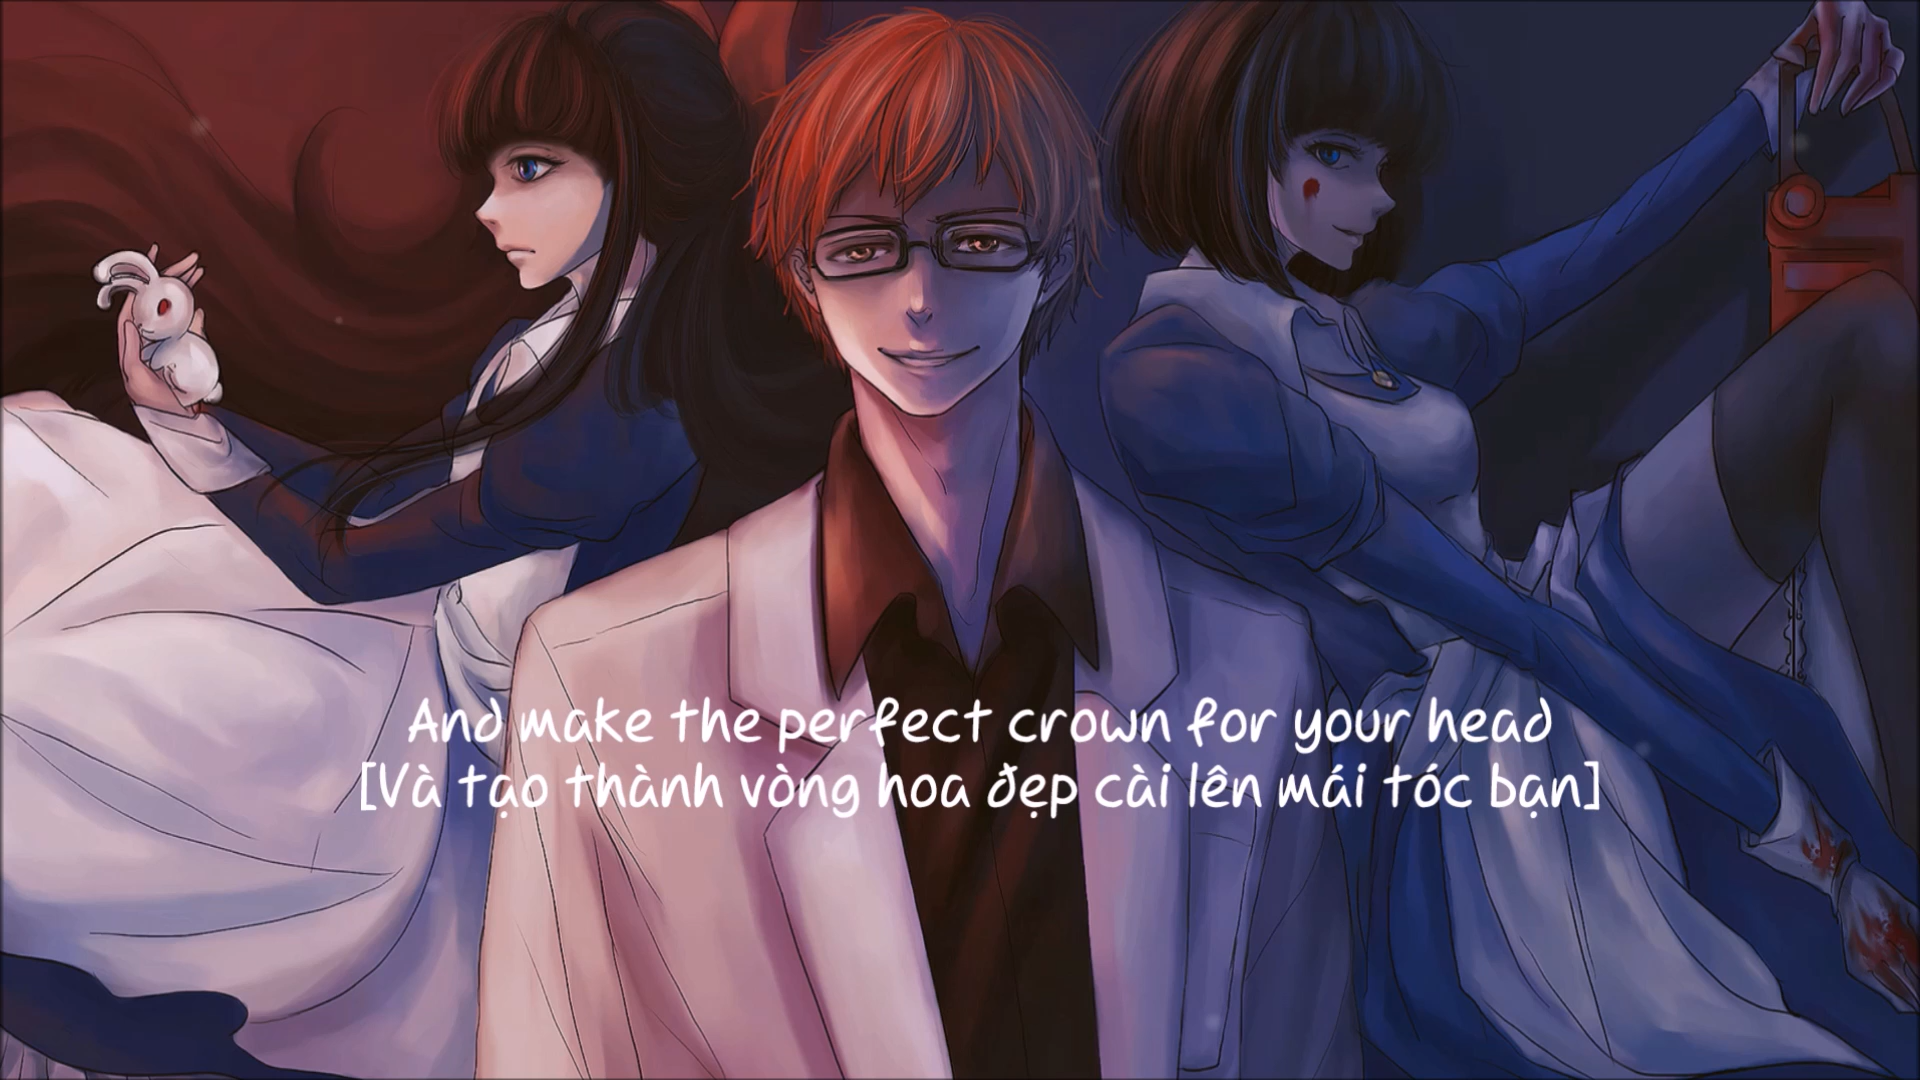 And make the perfect crown for your head
[Và tạo thành vòng hoa đẹp cài lên mái tóc bạn]